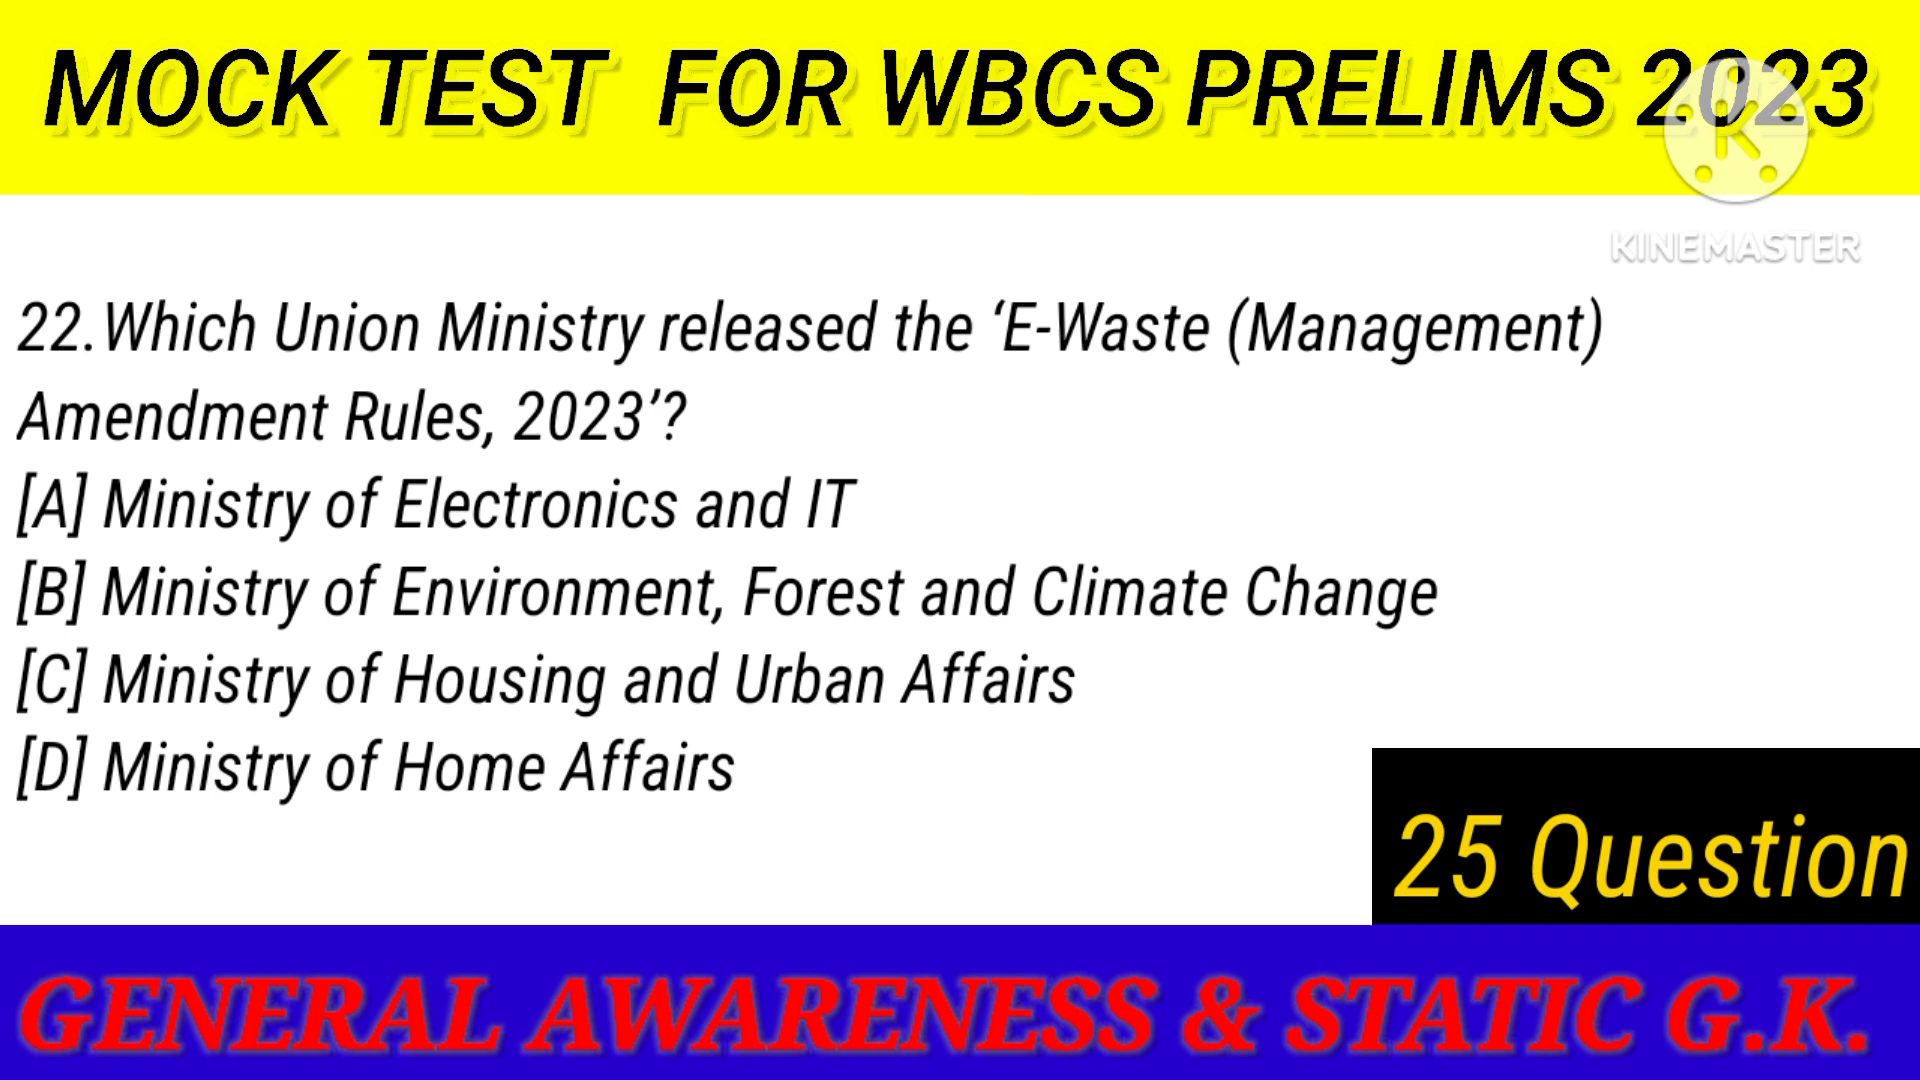 MOCK TEST FOR WBCS PRELIMS 2023
KINEMASTER
22.Which Union Ministry released the ‘E-Waste (Management)
Amendment Rules, 2023’?
[A] Ministry of Electronics and IT
[B] Ministry of Environment, Forest and Climate Change
[C] Ministry of Housing and Urban Affairs
[D] Ministry of Home Affairs
25 Question
GENERAL AWARENESS & STATIC G.K.